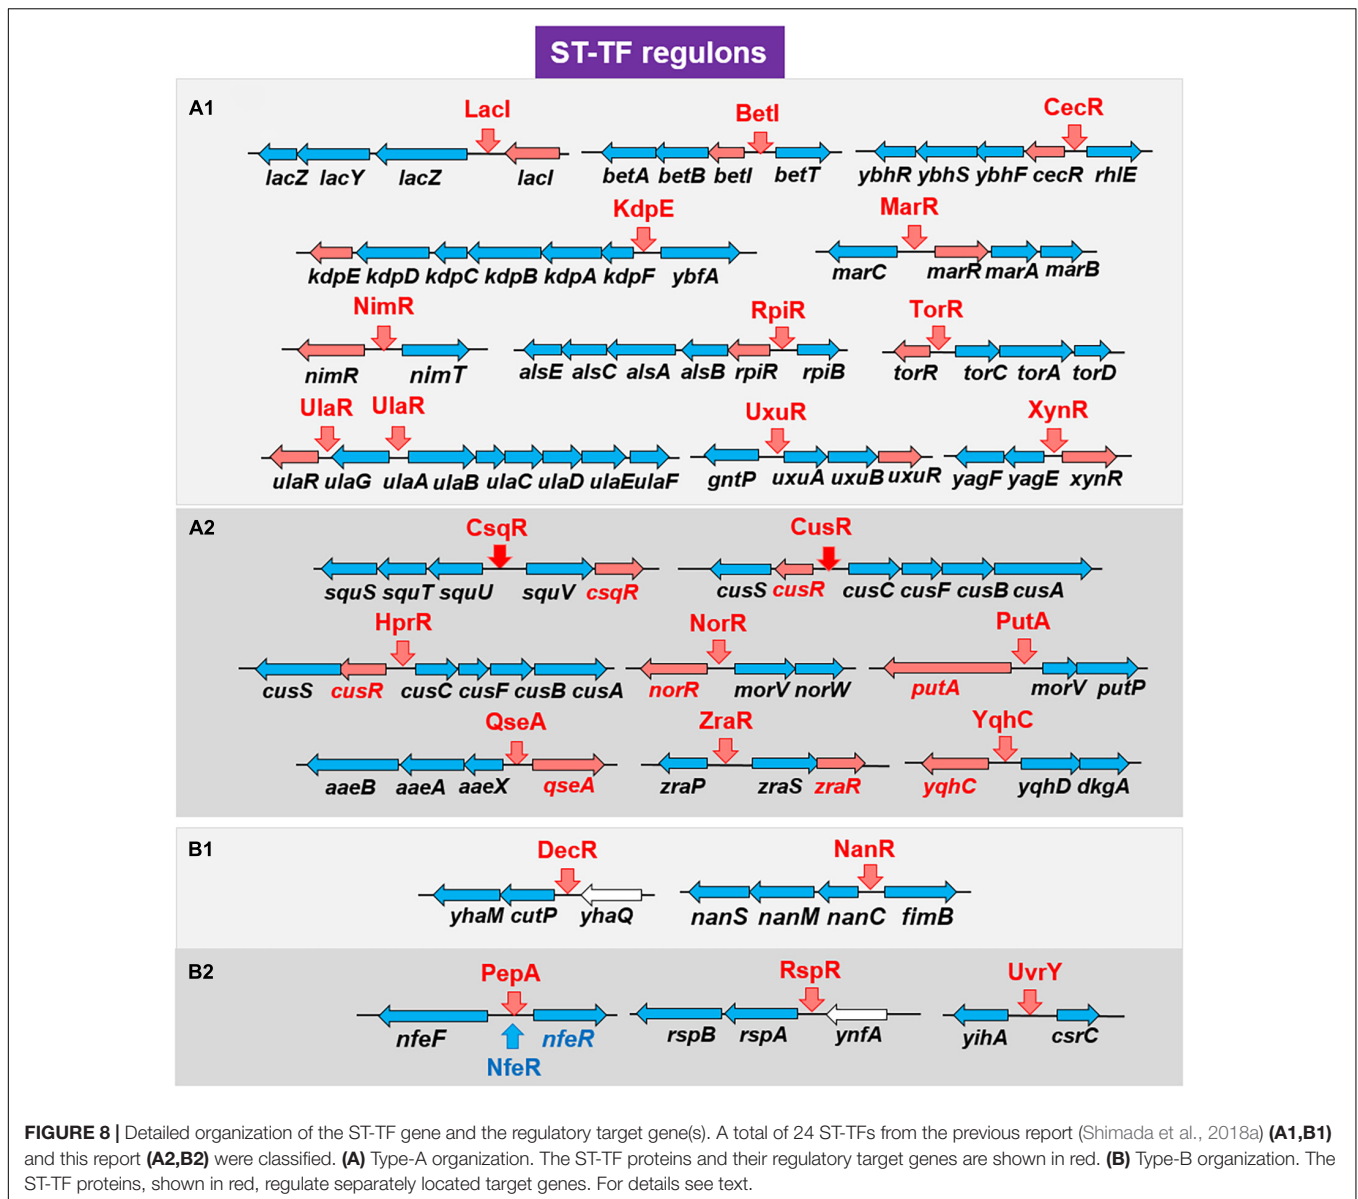 ST-TF regulons
A1
LacI BetI CecR
lacZ lacY lacZ lacI betA betB betI betT ybhR ybhS ybhF cecR rhlE
KdpE MarR
kdpE kdpD kdpC kdpB kdpA kdpF ybfA marC marR marA marB
NimR RpiR TorR
nimR nimT alsE alsC alsA alsB rpiR rpiB torR torC torA torD
UlaR UlaR UxuR XynR
ulaR ulaG ulaA ulaB ulaC ulaD ulaE ulaF gntP uxuA uxuB uxuR yagF yagE xynR
A2
CsqR CusR
squS squT squU squV csqR cusS cusR cusC cusF cusB cusA
HprR NorR PutA
cusS cusR cusC cusF cusB cusA norR morV norW putA morV putP
QseA ZraR YqhC
aaeB aaeA aaeX qseA zraP zraS zraR yqhC yqhD dkgA
B1
DecR NanR
yhaM cutP yhaQ nanS nanM nanC fimB
B2
PepA RspR UvrY
nfeF nfeR rspB rspA ynfA yihA csrC
NfeR
FIGURE 8 | Detailed organization of the ST-TF gene and the regulatory target gene(s). A total of 24 ST-TFs from the previous report (Shimada et al., 2018a) (A1,B1)
and this report (A2,B2) were classified. (A) Type-A organization. The ST-TF proteins and their regulatory target genes are shown in red. (B) Type-B organization. The
ST-TF proteins, shown in red, regulate separately located target genes. For details see text.